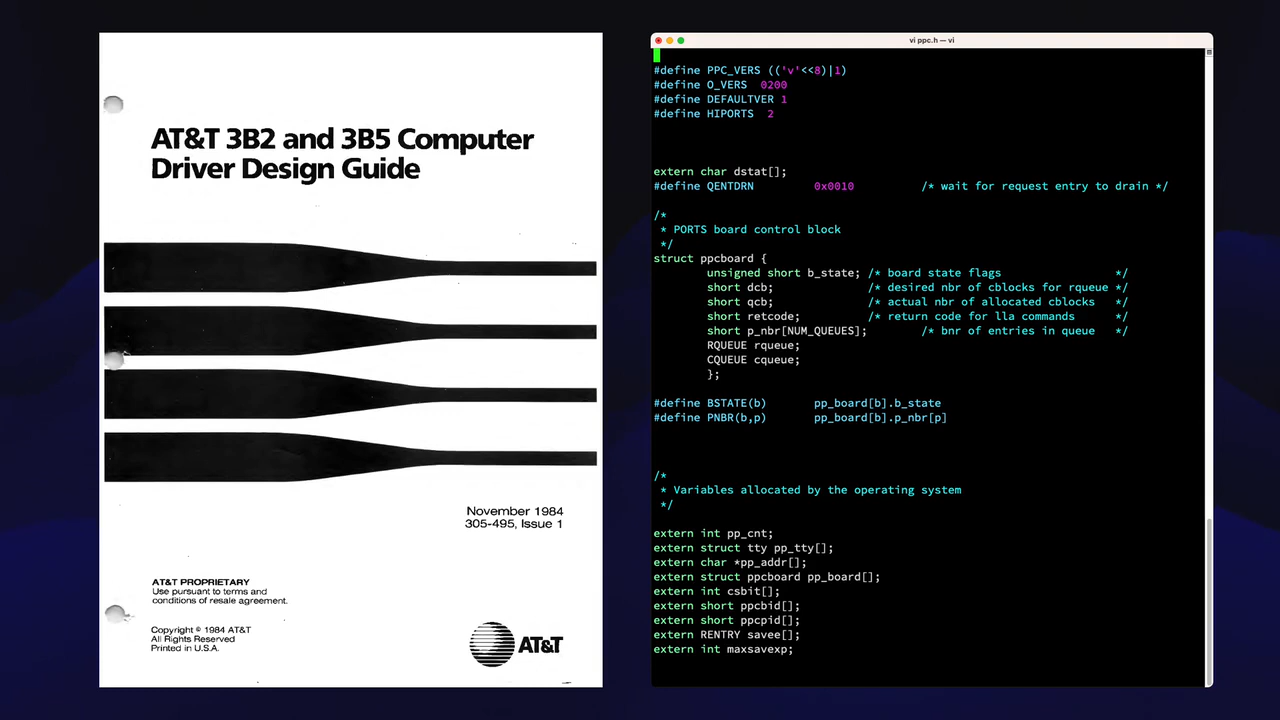 AT&T 3B2 and 3B5 Computer
Driver Design Guide
November 1984
305-495, Issue 1
AT&T PROPRIETARY
Use pursuant to terms and
conditions of resale agreement.
Copyright © 1984 AT&T
All Rights Reserved
Printed in U.S.A.
AT&T
vi ppc.h — vi
#define PPC_VERS (('v'<<8)|1)
#define O_VERS  0200
#define DEFAULTVER 1
#define HIPORTS  2
extern char dstat[];
#define QENTDRN         0x0010          /* wait for request entry to drain */
/*
 * PORTS board control block
 */
struct ppcboard {
        unsigned short b_state; /* board state flags                 */
        short dcb;              /* desired nbr of cblocks for rqueue */
        short qcb;              /* actual nbr of allocated cblocks   */
        short retcode;          /* return code for lla commands      */
        short p_nbr[NUM_QUEUES];        /* bnr of entries in queue   */
        RQUEUE rqueue;
        CQUEUE cqueue;
        };
#define BSTATE(b)       pp_board[b].b_state
#define PNBR(b,p)       pp_board[b].p_nbr[p]
/*
 * Variables allocated by the operating system
 */
extern int pp_cnt;
extern struct tty pp_tty[];
extern char *pp_addr[];
extern struct ppcboard pp_board[];
extern int csbit[];
extern short ppcbid[];
extern short ppcpid[];
extern RENTRY savee[];
extern int maxsavexp;